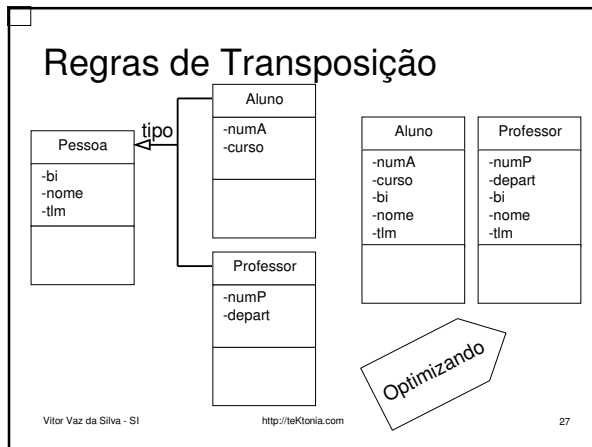 Regras de Transposição
Pessoa
-bi
-nome
-tlm
tipo
Aluno
-numA
-curso
Professor
-numP
-depart
Aluno
-numA
-curso
-bi
-nome
-tlm
Professor
-numP
-depart
-bi
-nome
-tlm
Optimizando
Vitor Vaz da Silva - SI
http://teKtonia.com
27